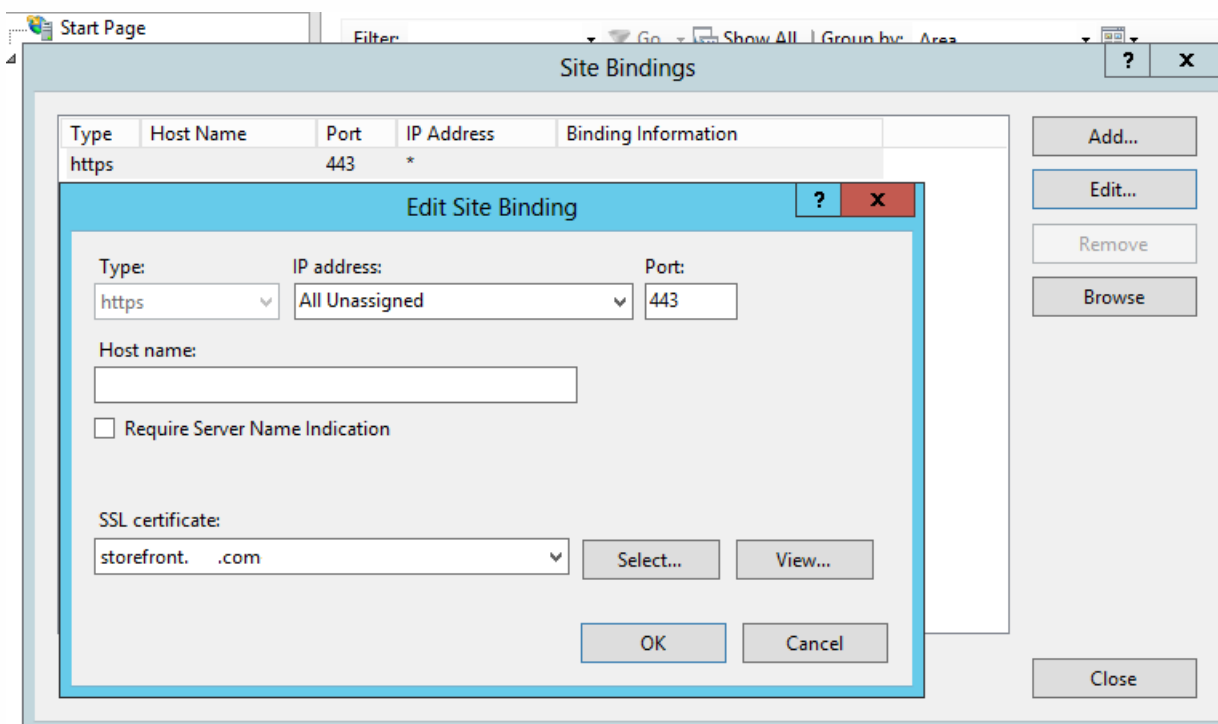 Start Page
Filter: Go Show All Group by: Area
Site Bindings
? x
Type Host Name Port IP Address Binding Information
https 443 *
Add...
Edit...
Remove
Browse
Edit Site Binding
? x
Type: IP address: Port:
https All Unassigned 443
Host name:
Require Server Name Indication
SSL certificate:
storefront. .com Select... View...
OK Cancel
Close